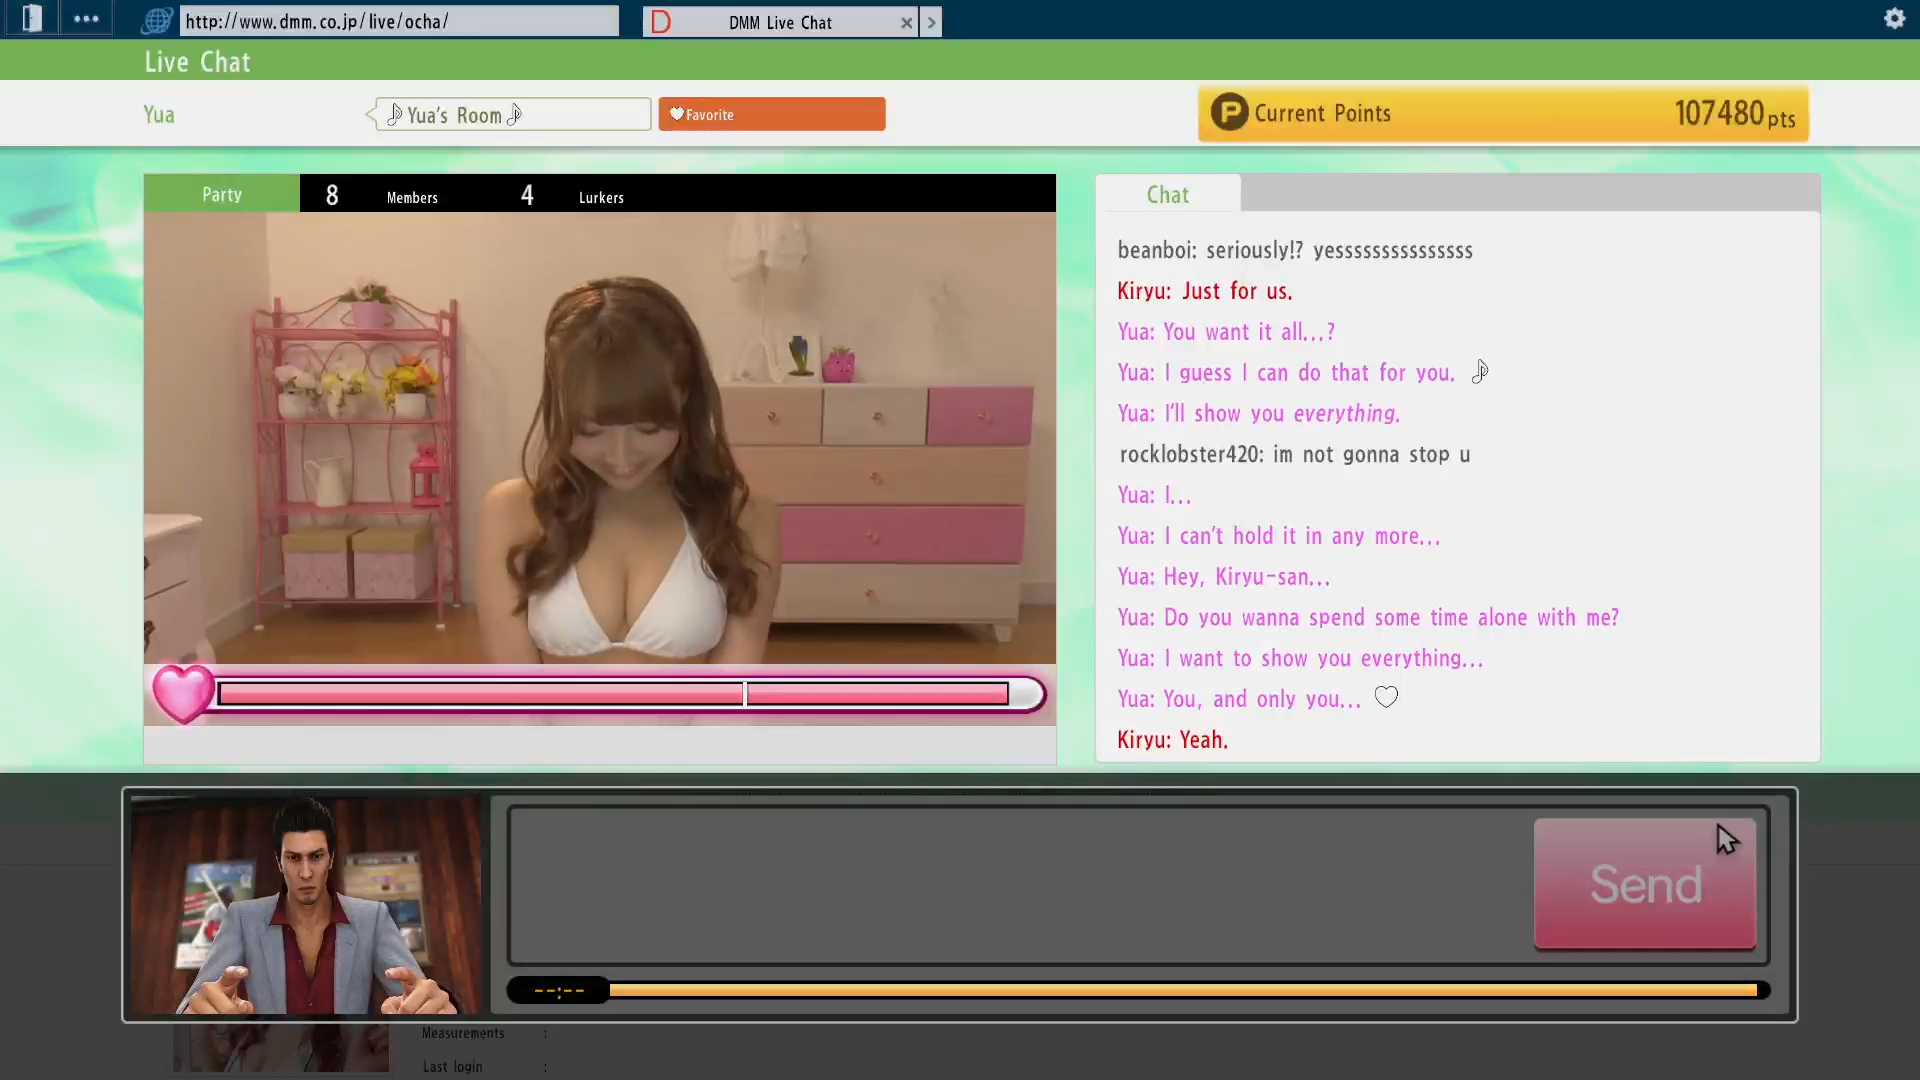 http://www.dmm.co.jp/live/ocha/
DMM Live Chat
Live Chat
Yua
♪ Yua's Room ♪
Favorite
P Current Points 107480 pts
Party 8 Members 4 Lurkers
Chat
beanboi: seriously!? yesssssssssssssss
Kiryu: Just for us.
Yua: You want it all...?
Yua: I guess I can do that for you. ♪
Yua: I'll show you everything.
rocklobster420: im not gonna stop u
Yua: I...
Yua: I can't hold it in any more...
Yua: Hey, Kiryu-san...
Yua: Do you wanna spend some time alone with me?
Yua: I want to show you everything...
Yua: You, and only you... ♡
Kiryu: Yeah.
Send
--:--
Measurements :
Last login :